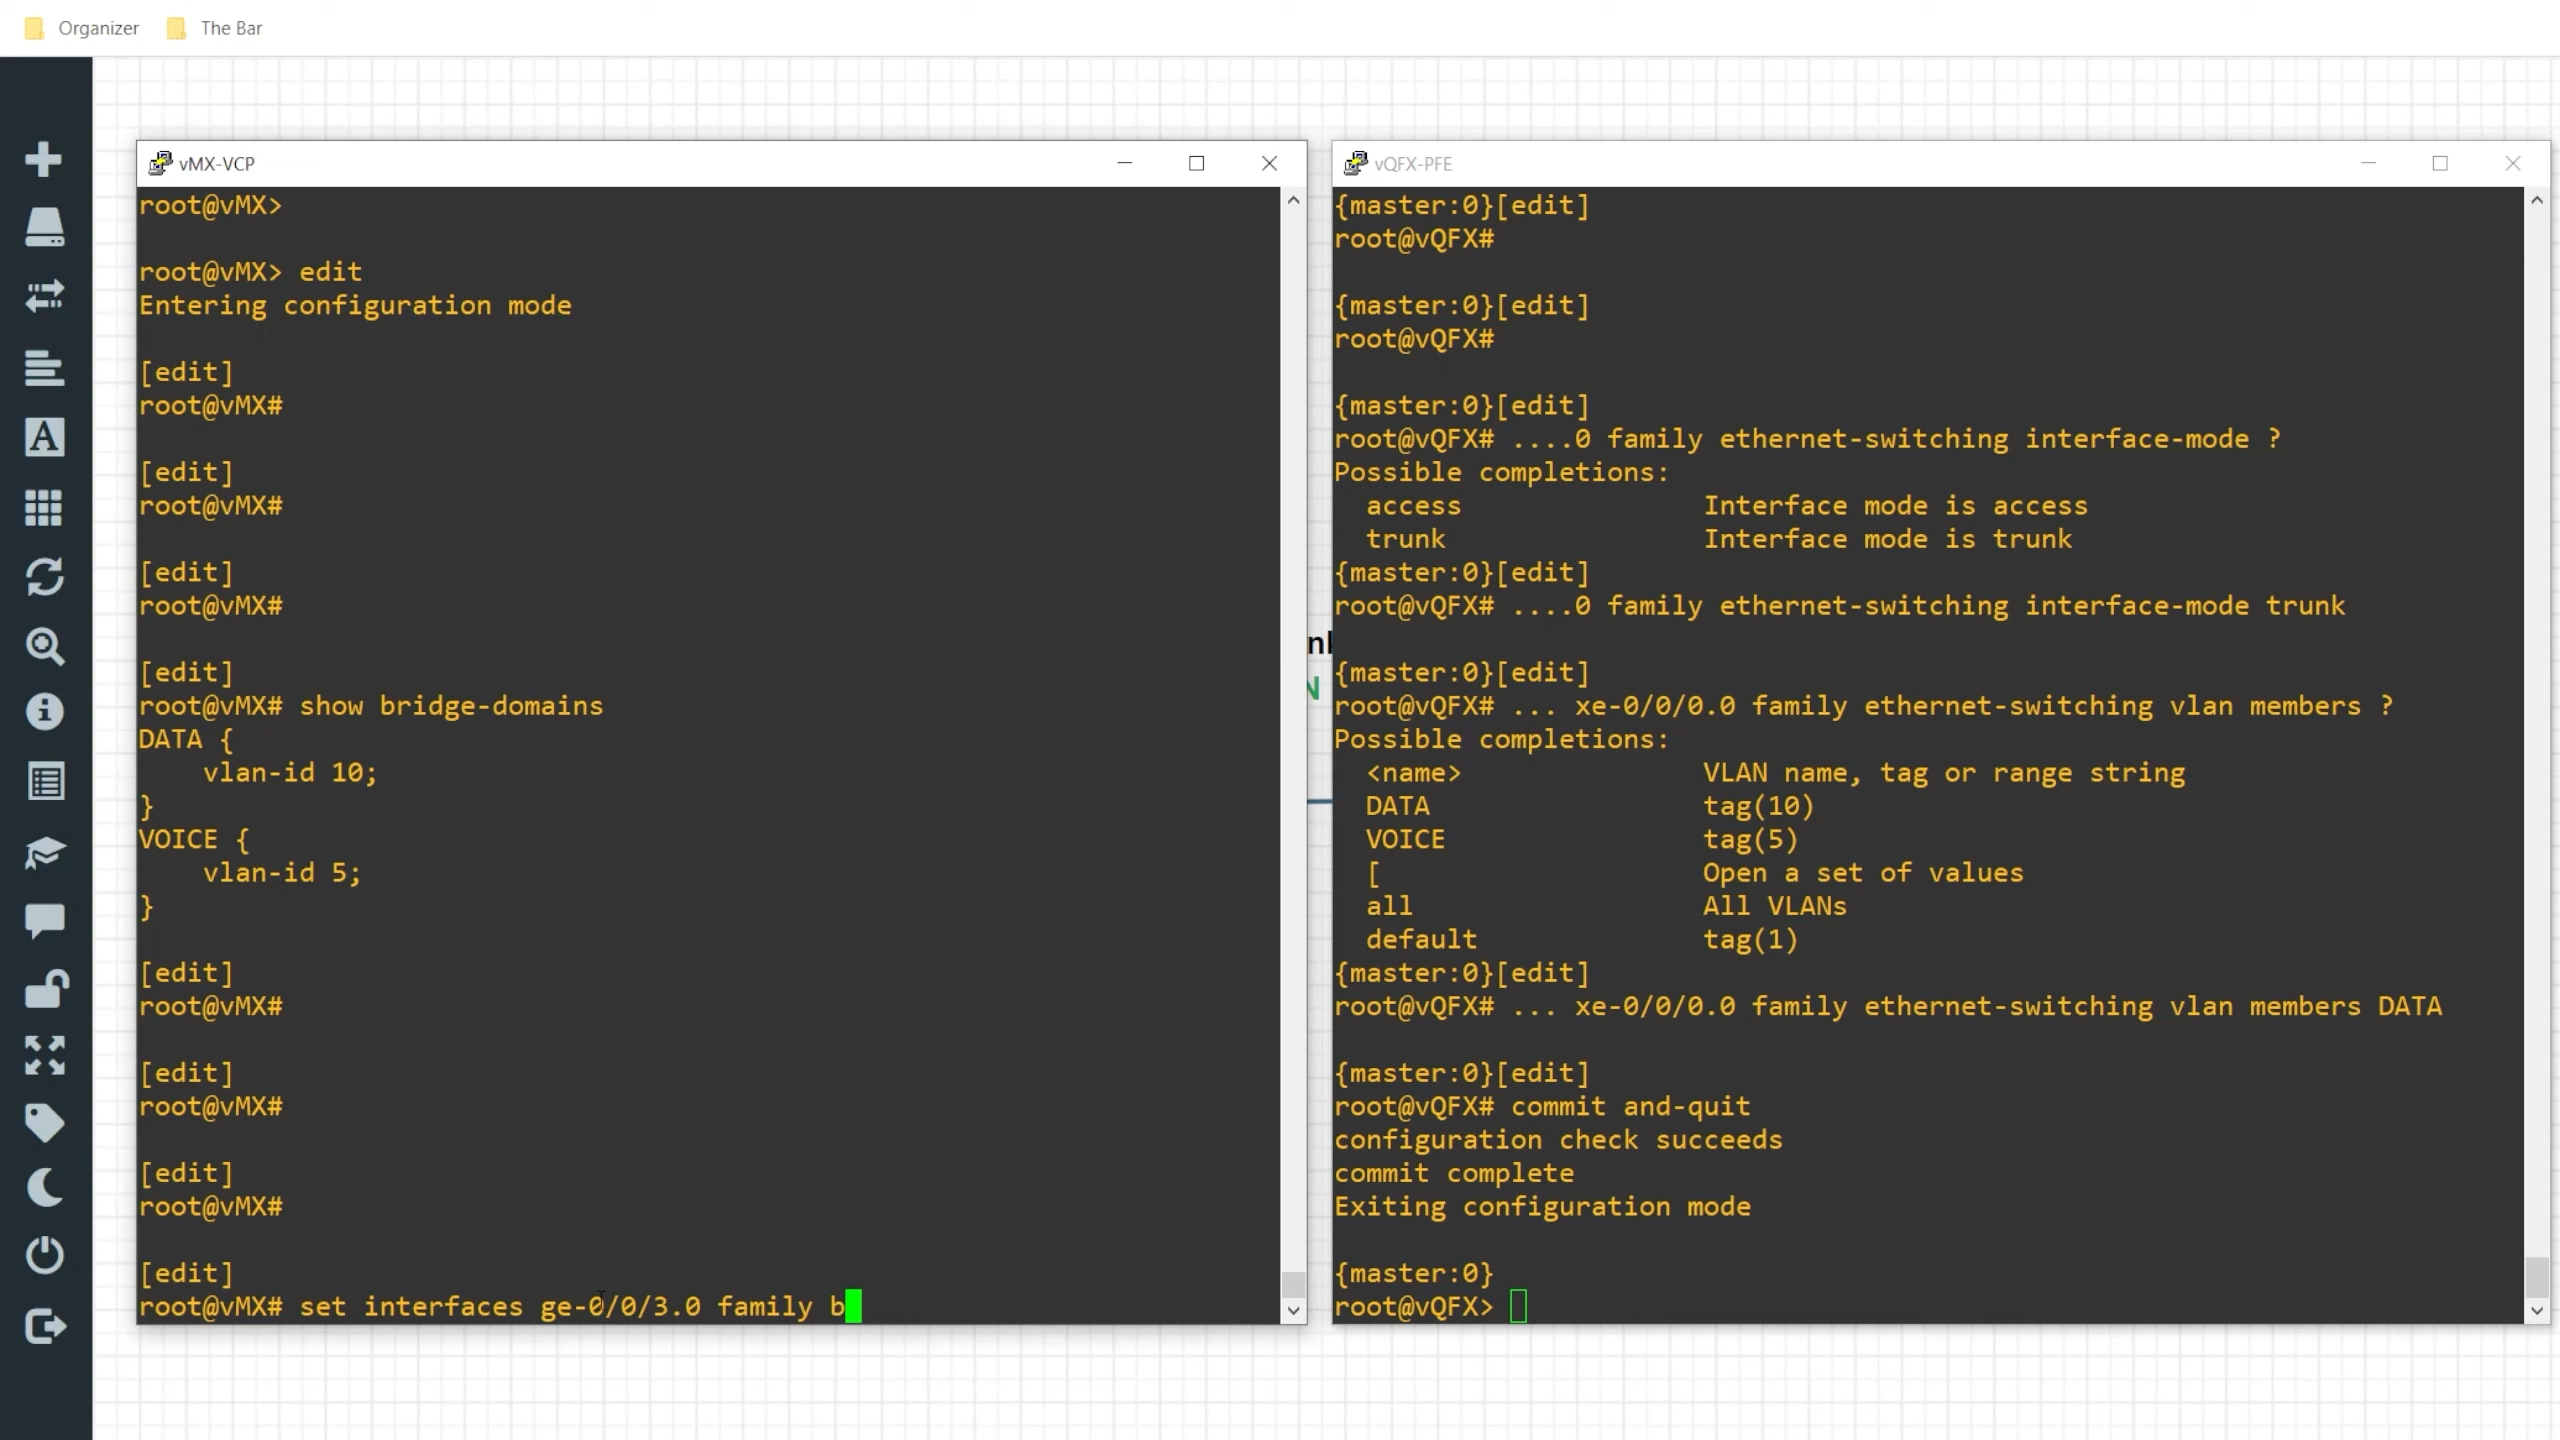 Organizer The Bar
vMX-VCP
root@vMX>
root@vMX> edit
Entering configuration mode
[edit]
root@vMX#
[edit]
root@vMX#
[edit]
root@vMX#
[edit]
root@vMX# show bridge-domains
DATA {
    vlan-id 10;
}
VOICE {
    vlan-id 5;
}
[edit]
root@vMX#
[edit]
root@vMX#
[edit]
root@vMX#
[edit]
root@vMX# set interfaces ge-0/0/3.0 family b
vQFX-PFE
{master:0}[edit]
root@vQFX#
{master:0}[edit]
root@vQFX#
{master:0}[edit]
root@vQFX# ....0 family ethernet-switching interface-mode ?
Possible completions:
  access Interface mode is access
  trunk Interface mode is trunk
{master:0}[edit]
root@vQFX# ....0 family ethernet-switching interface-mode trunk
{master:0}[edit]
root@vQFX# ... xe-0/0/0.0 family ethernet-switching vlan members ?
Possible completions:
  <name> VLAN name, tag or range string
  DATA tag(10)
  VOICE tag(5)
  [ Open a set of values
  all All VLANs
  default tag(1)
{master:0}[edit]
root@vQFX# ... xe-0/0/0.0 family ethernet-switching vlan members DATA
{master:0}[edit]
root@vQFX# commit and-quit
configuration check succeeds
commit complete
Exiting configuration mode
{master:0}
root@vQFX>